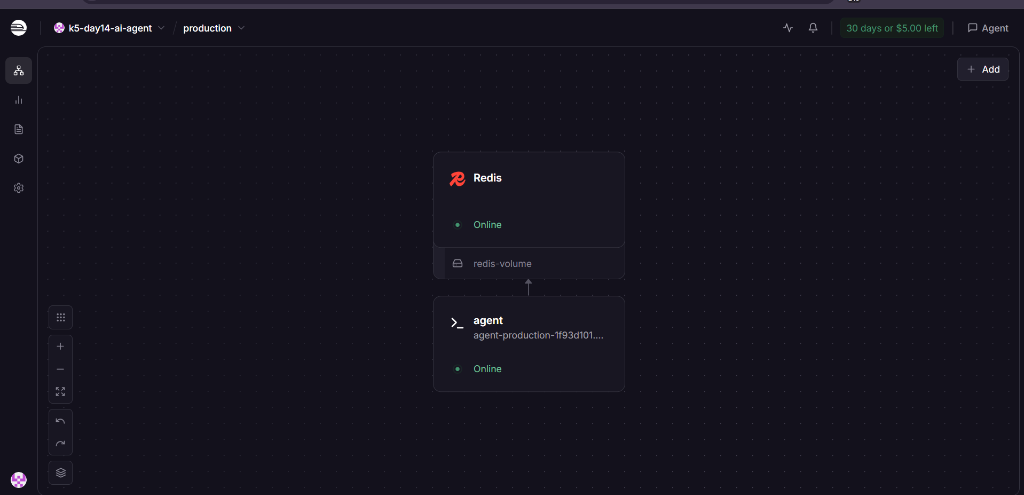 k5-day14-ai-agent / production
30 days or $5.00 left
Agent
+ Add
Redis
Online
redis-volume
agent
agent-production-1f93d101....
Online